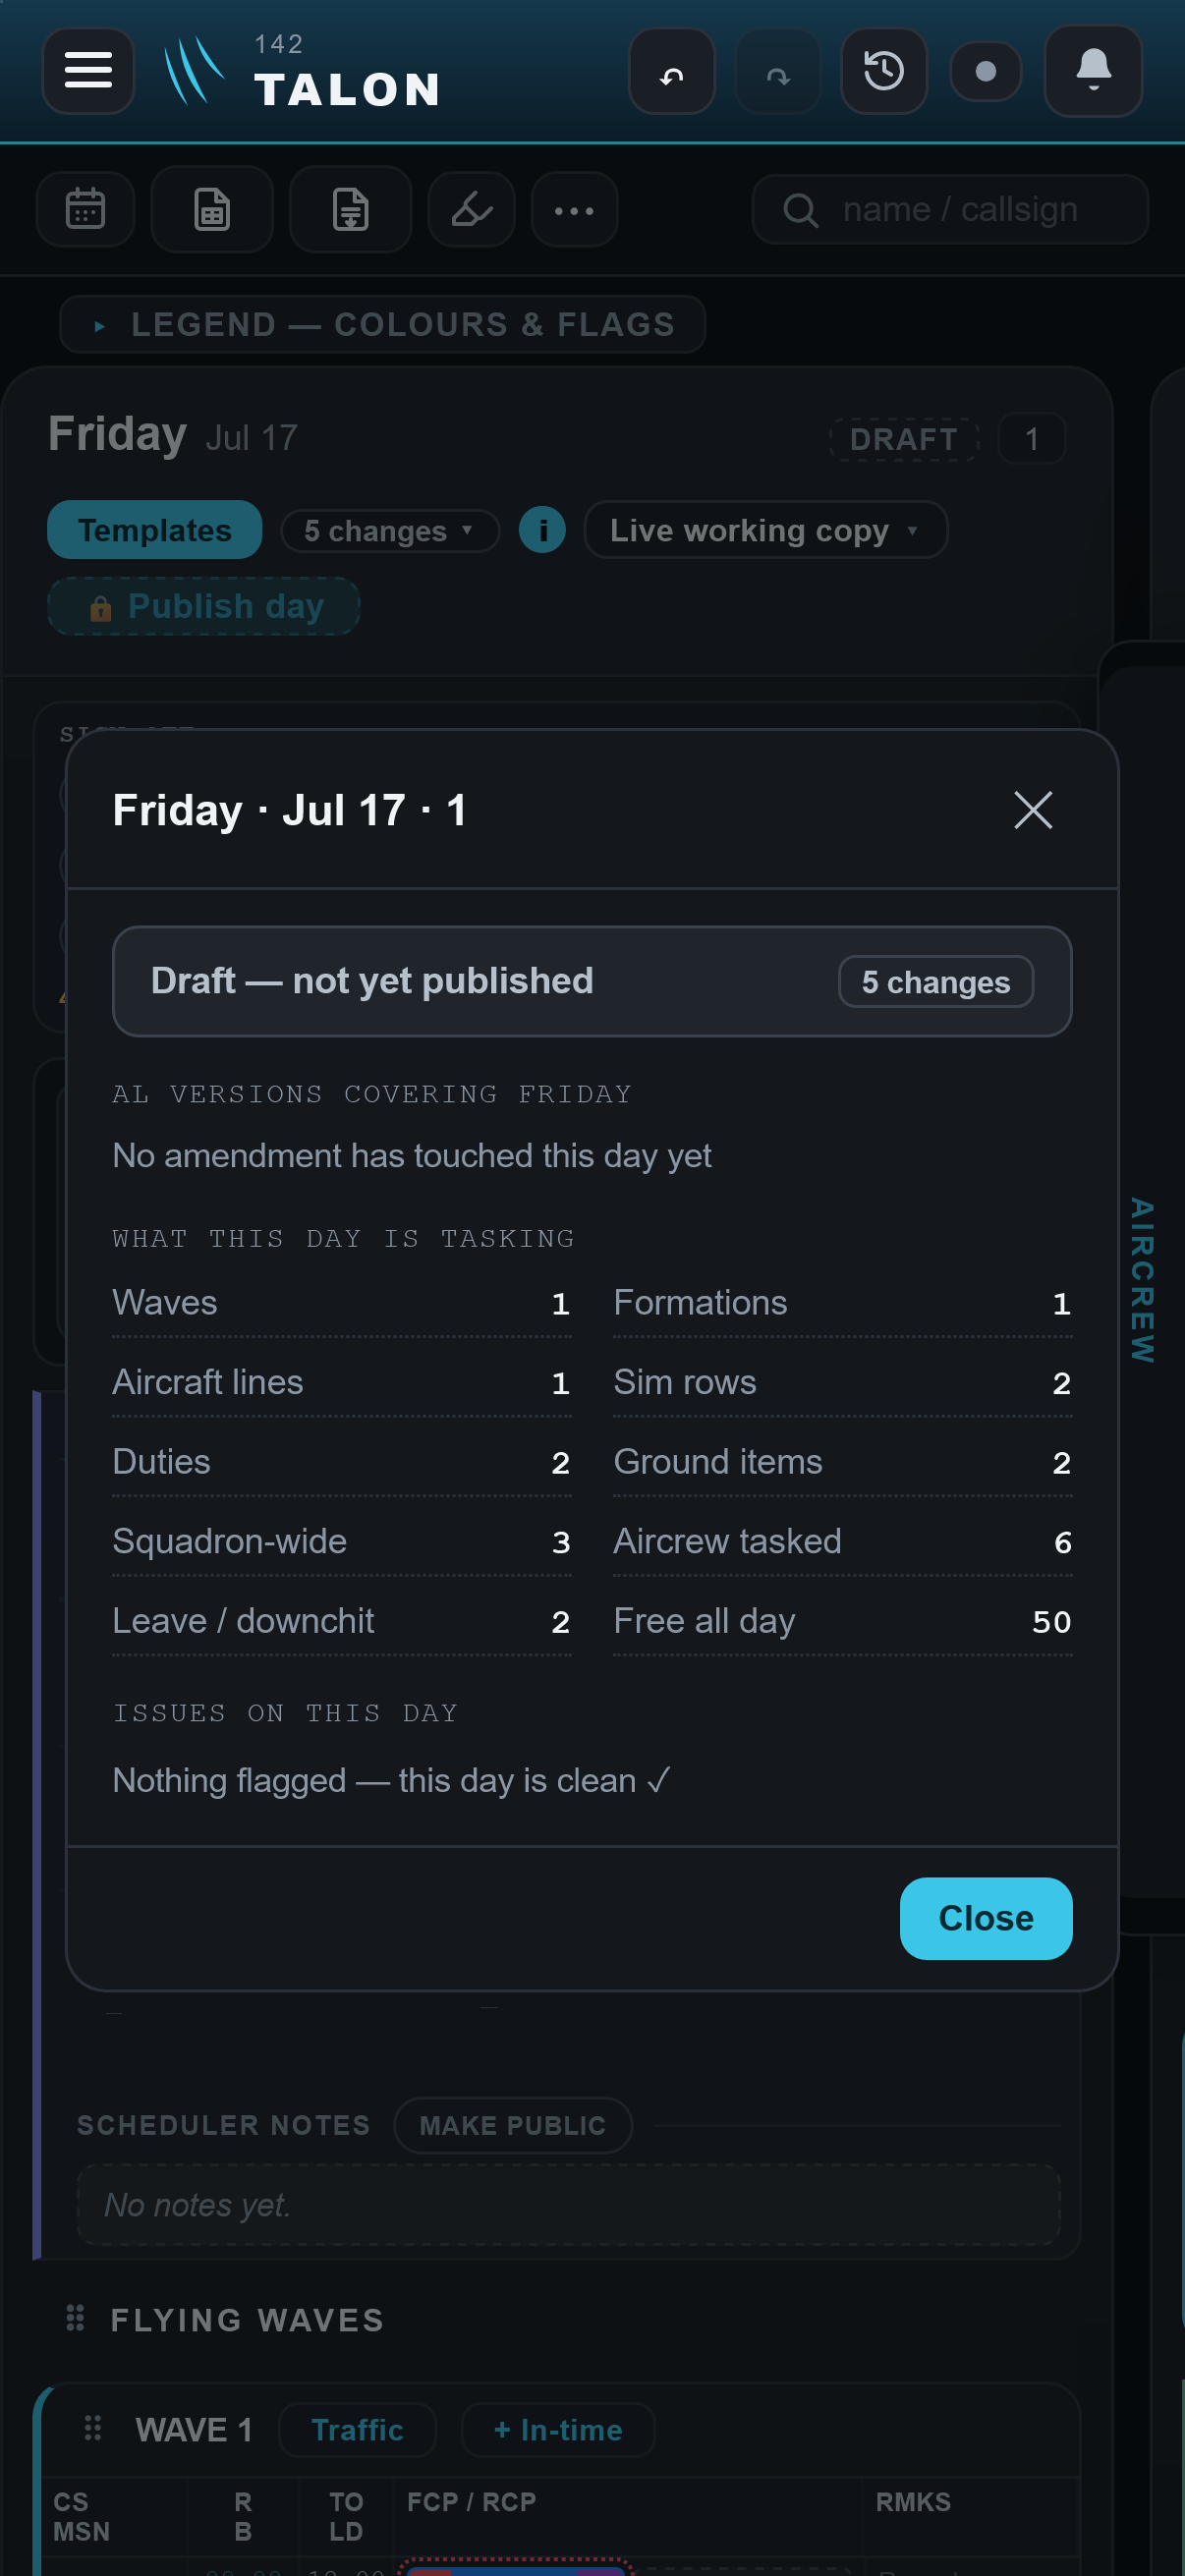 142
TALON
name / callsign
▸ LEGEND — COLOURS & FLAGS
Friday Jul 17 DRAFT 1
Templates 5 changes ▾ i Live working copy ▾
🔒 Publish day
Friday · Jul 17 · 1
Draft — not yet published 5 changes
AL VERSIONS COVERING FRIDAY
No amendment has touched this day yet
WHAT THIS DAY IS TASKING
Waves 1 Formations 1
Aircraft lines 1 Sim rows 2
Duties 2 Ground items 2
Squadron-wide 3 Aircrew tasked 6
Leave / downchit 2 Free all day 50
ISSUES ON THIS DAY
Nothing flagged — this day is clean ✓
Close
AIRCREW
SCHEDULER NOTES MAKE PUBLIC
No notes yet.
FLYING WAVES
WAVE 1 Traffic + In-time
CS R TO FCP / RCP RMKS
MSN B LD